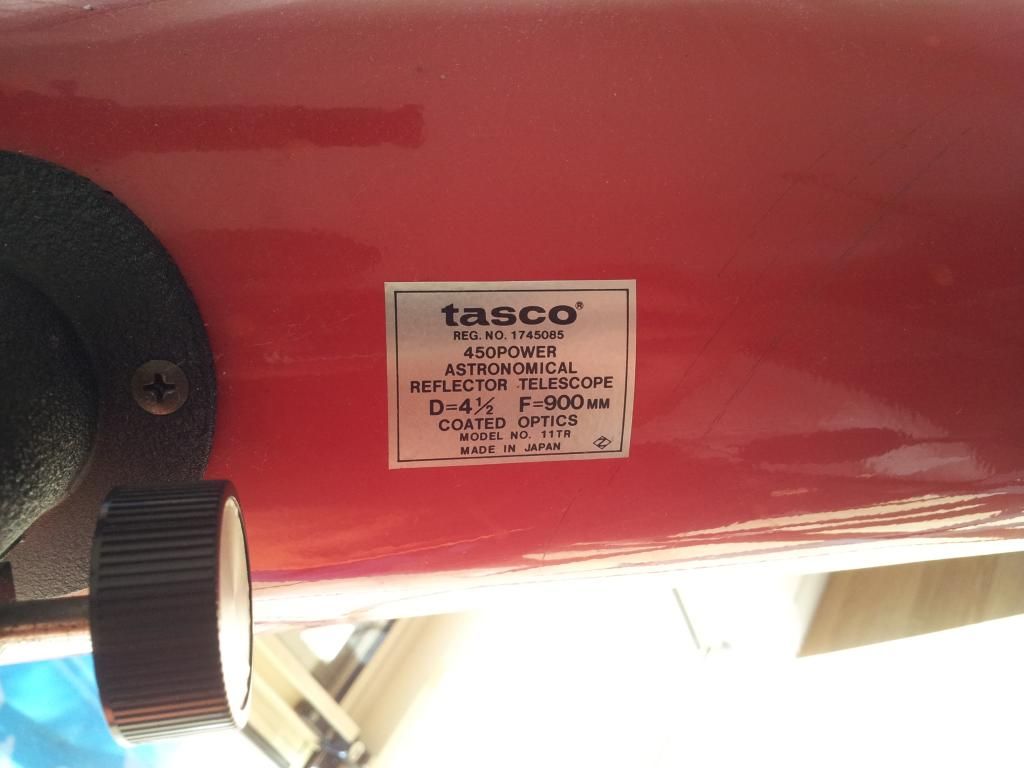 tasco®
REG. NO. 1745085
450POWER
ASTRONOMICAL
REFLECTOR TELESCOPE
D=4½ F=900MM
COATED OPTICS
MODEL NO. 11TR
MADE IN JAPAN